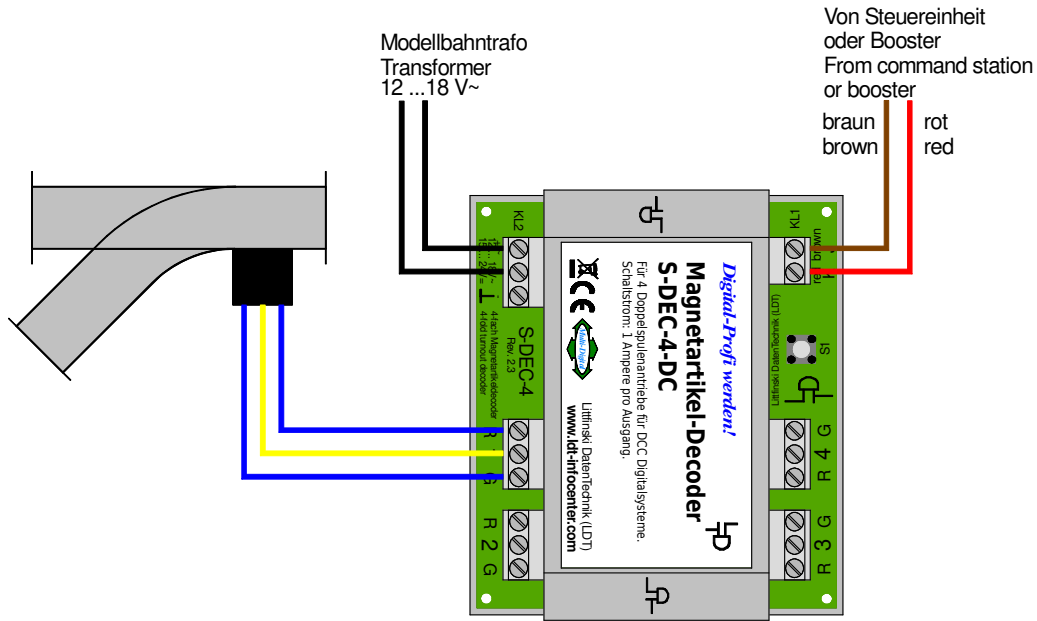 Modellbahntrafo
Transformer
12 ...18 V~
Von Steuereinheit
oder Booster
From command station
or booster
braun
brown
rot
red
KL2
KL1
brown
S1
Littfinski DatenTechnik (LDT)
4-fach Magnetartikeldecoder
4-fold turnout decoder
S-DEC-4
Rev. 2.3
Digital-Profi werden!
Magnetartikel-Decoder
S-DEC-4-DC
Für 4 Doppelspulenantriebe für DCC Digitalsysteme.
Schaltstrom: 1 Ampere pro Ausgang.
CE
Multi-Digital
Littfinski DatenTechnik (LDT)
www.ldt-infocenter.com
R
G
R 2 G
R 4 G
R 3 G